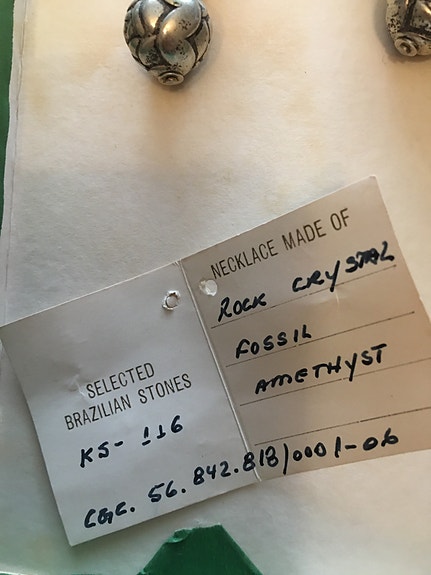 SELECTED
BRAZILIAN STONES
KS-116
CGC. 56.842.818/0001-06
NECKLACE MADE OF
ROCK CRYSTAL
FOSSIL
AMETHYST